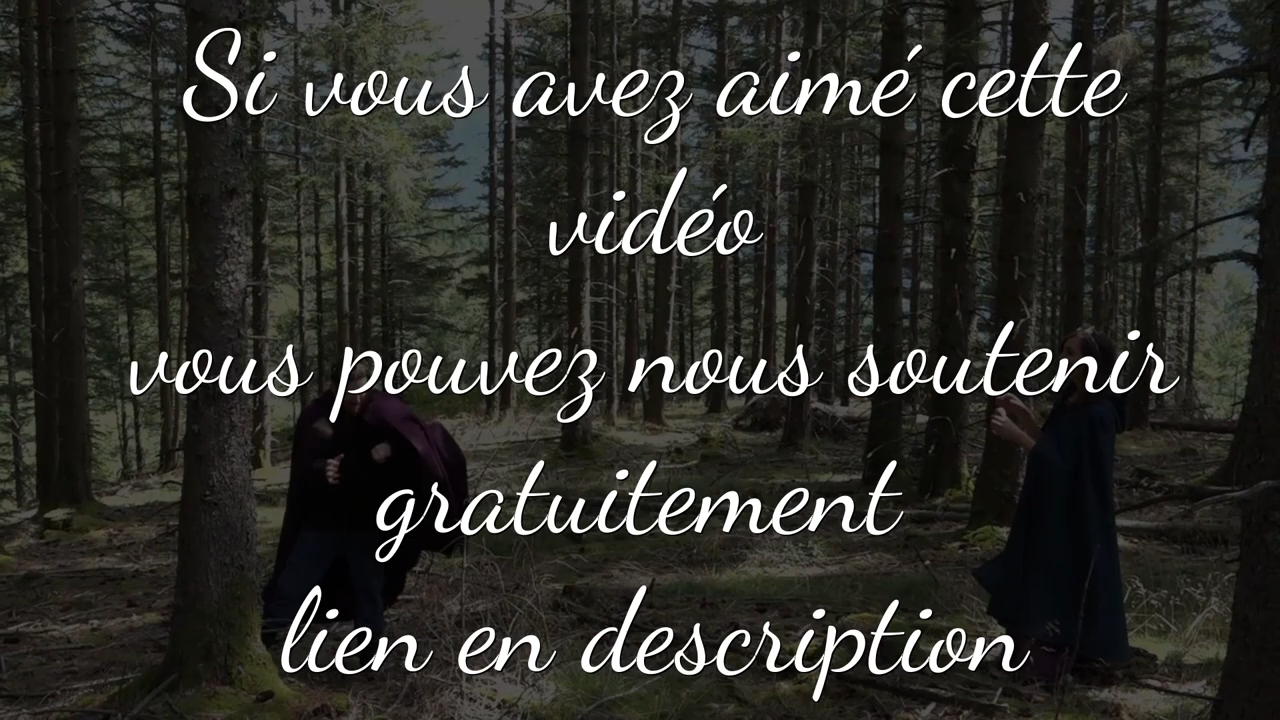 Si vous avez aimé cette
vidéo
vous pouvez nous soutenir
gratuitement
lien en description